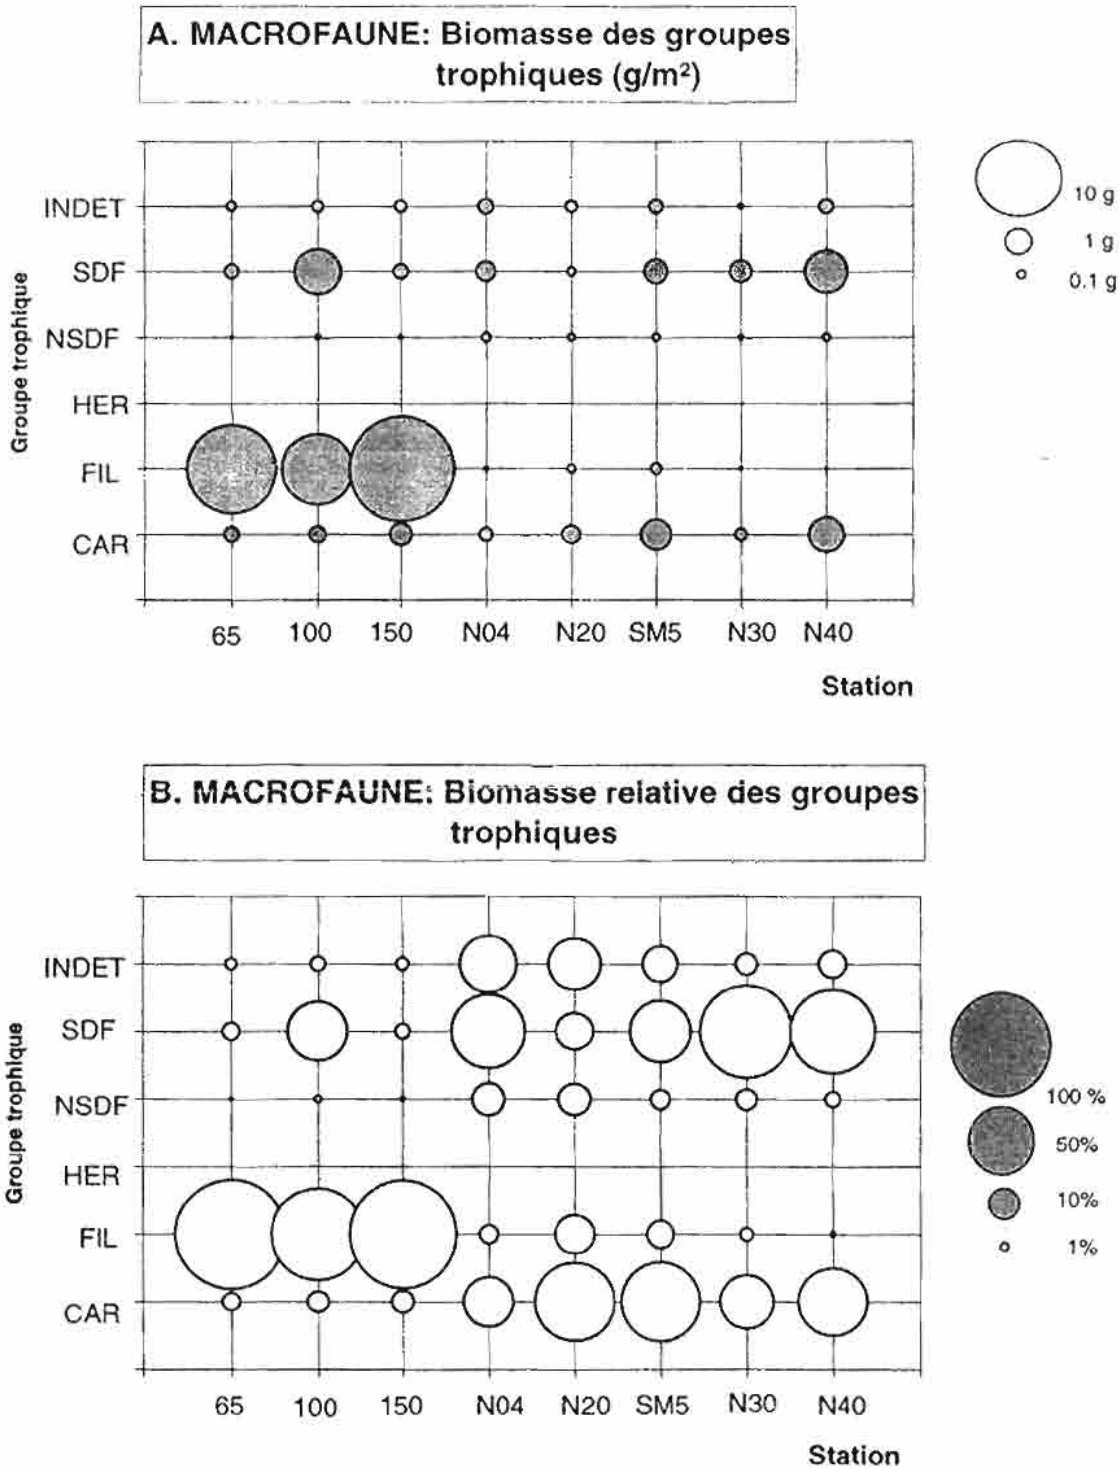 A. MACROFAUNE: Biomasse des groupes
trophiques (g/m²)
Groupe trophique
INDET
SDF
NSDF
HER
FIL
CAR
65 100 150 N04 N20 SM5 N30 N40
Station
10 g
1 g
0.1 g
B. MACROFAUNE: Biomasse relative des groupes
trophiques
Groupe trophique
INDET
SDF
NSDF
HER
FIL
CAR
65 100 150 N04 N20 SM5 N30 N40
Station
100 %
50%
10%
1%